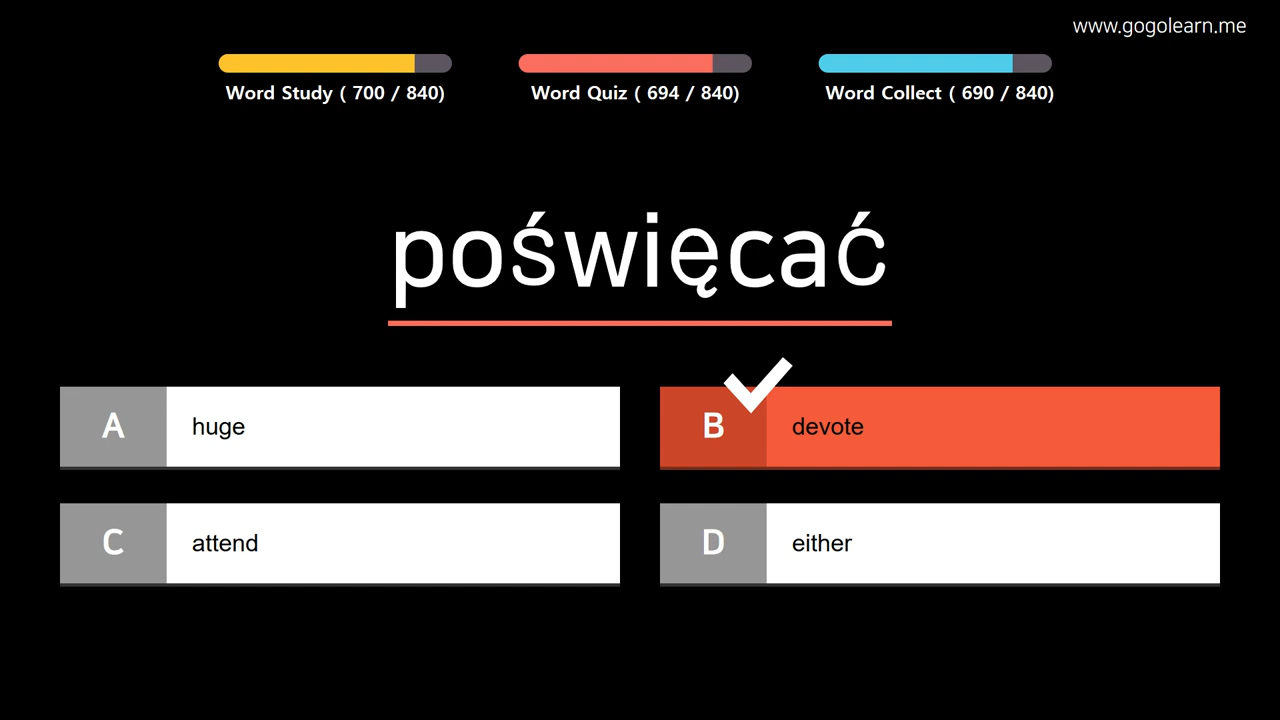 www.gogolearn.me
Word Study ( 700 / 840)
Word Quiz ( 694 / 840)
Word Collect ( 690 / 840)
poświęcać
A huge
B devote
C attend
D either